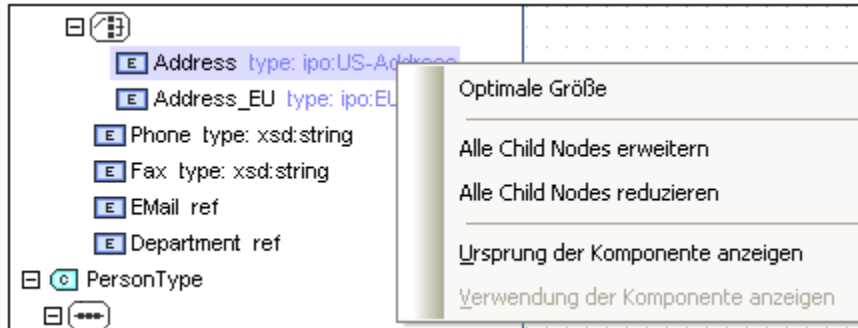 E Address type: ipo:US-Address
E Address_EU type: ipo:EU
E Phone type: xsd:string
E Fax type: xsd:string
E EMail ref
E Department ref
C PersonType
Optimale Größe
Alle Child Nodes erweitern
Alle Child Nodes reduzieren
Ursprung der Komponente anzeigen
Verwendung der Komponente anzeigen